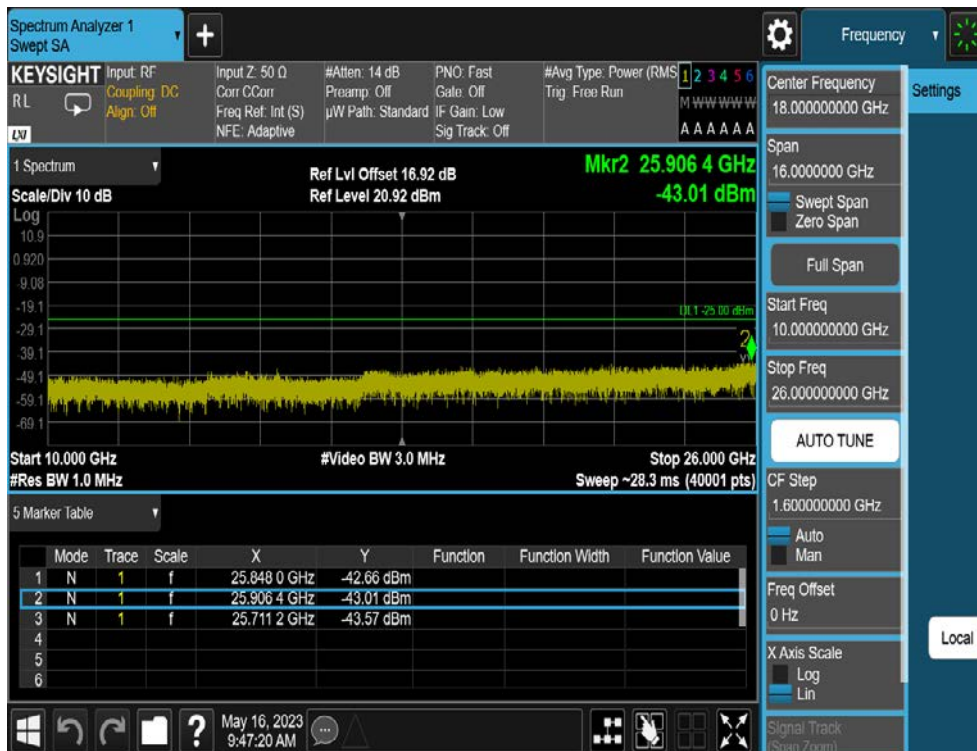 Spectrum Analyzer 1
Swept SA
+
Frequency
KEYSIGHT
RL
LXI
Input: RF
Coupling: DC
Align: Off
Input Z: 50 Ω
Corr CCorr
Freq Ref: Int (S)
NFE: Adaptive
#Atten: 14 dB
Preamp: Off
µW Path: Standard
PNO: Fast
Gate: Off
IF Gain: Low
Sig Track: Off
#Avg Type: Power (RMS
Trig: Free Run
1 2 3 4 5 6
M W W W W W
A A A A A A
1 Spectrum
Scale/Div 10 dB
Ref Lvl Offset 16.92 dB
Ref Level 20.92 dBm
Mkr2 25.906 4 GHz
-43.01 dBm
Log
10.9
0.920
-9.08
-19.1
-29.1
-39.1
-49.1
-59.1
-69.1
DL1 -25.00 dBm
2
Start 10.000 GHz
#Video BW 3.0 MHz
Stop 26.000 GHz
#Res BW 1.0 MHz
Sweep ~28.3 ms (40001 pts)
5 Marker Table
Mode Trace Scale X Y Function Function Width Function Value
1 N 1 f 25.848 0 GHz -42.66 dBm
2 N 1 f 25.906 4 GHz -43.01 dBm
3 N 1 f 25.711 2 GHz -43.57 dBm
4
5
6
?
May 16, 2023
9:47:20 AM
Center Frequency
18.000000000 GHz
Span
16.0000000 GHz
Swept Span
Zero Span
Full Span
Start Freq
10.000000000 GHz
Stop Freq
26.000000000 GHz
AUTO TUNE
CF Step
1.600000000 GHz
Auto
Man
Freq Offset
0 Hz
X Axis Scale
Log
Lin
Signal Track
(Span Zoom)
Settings
Local